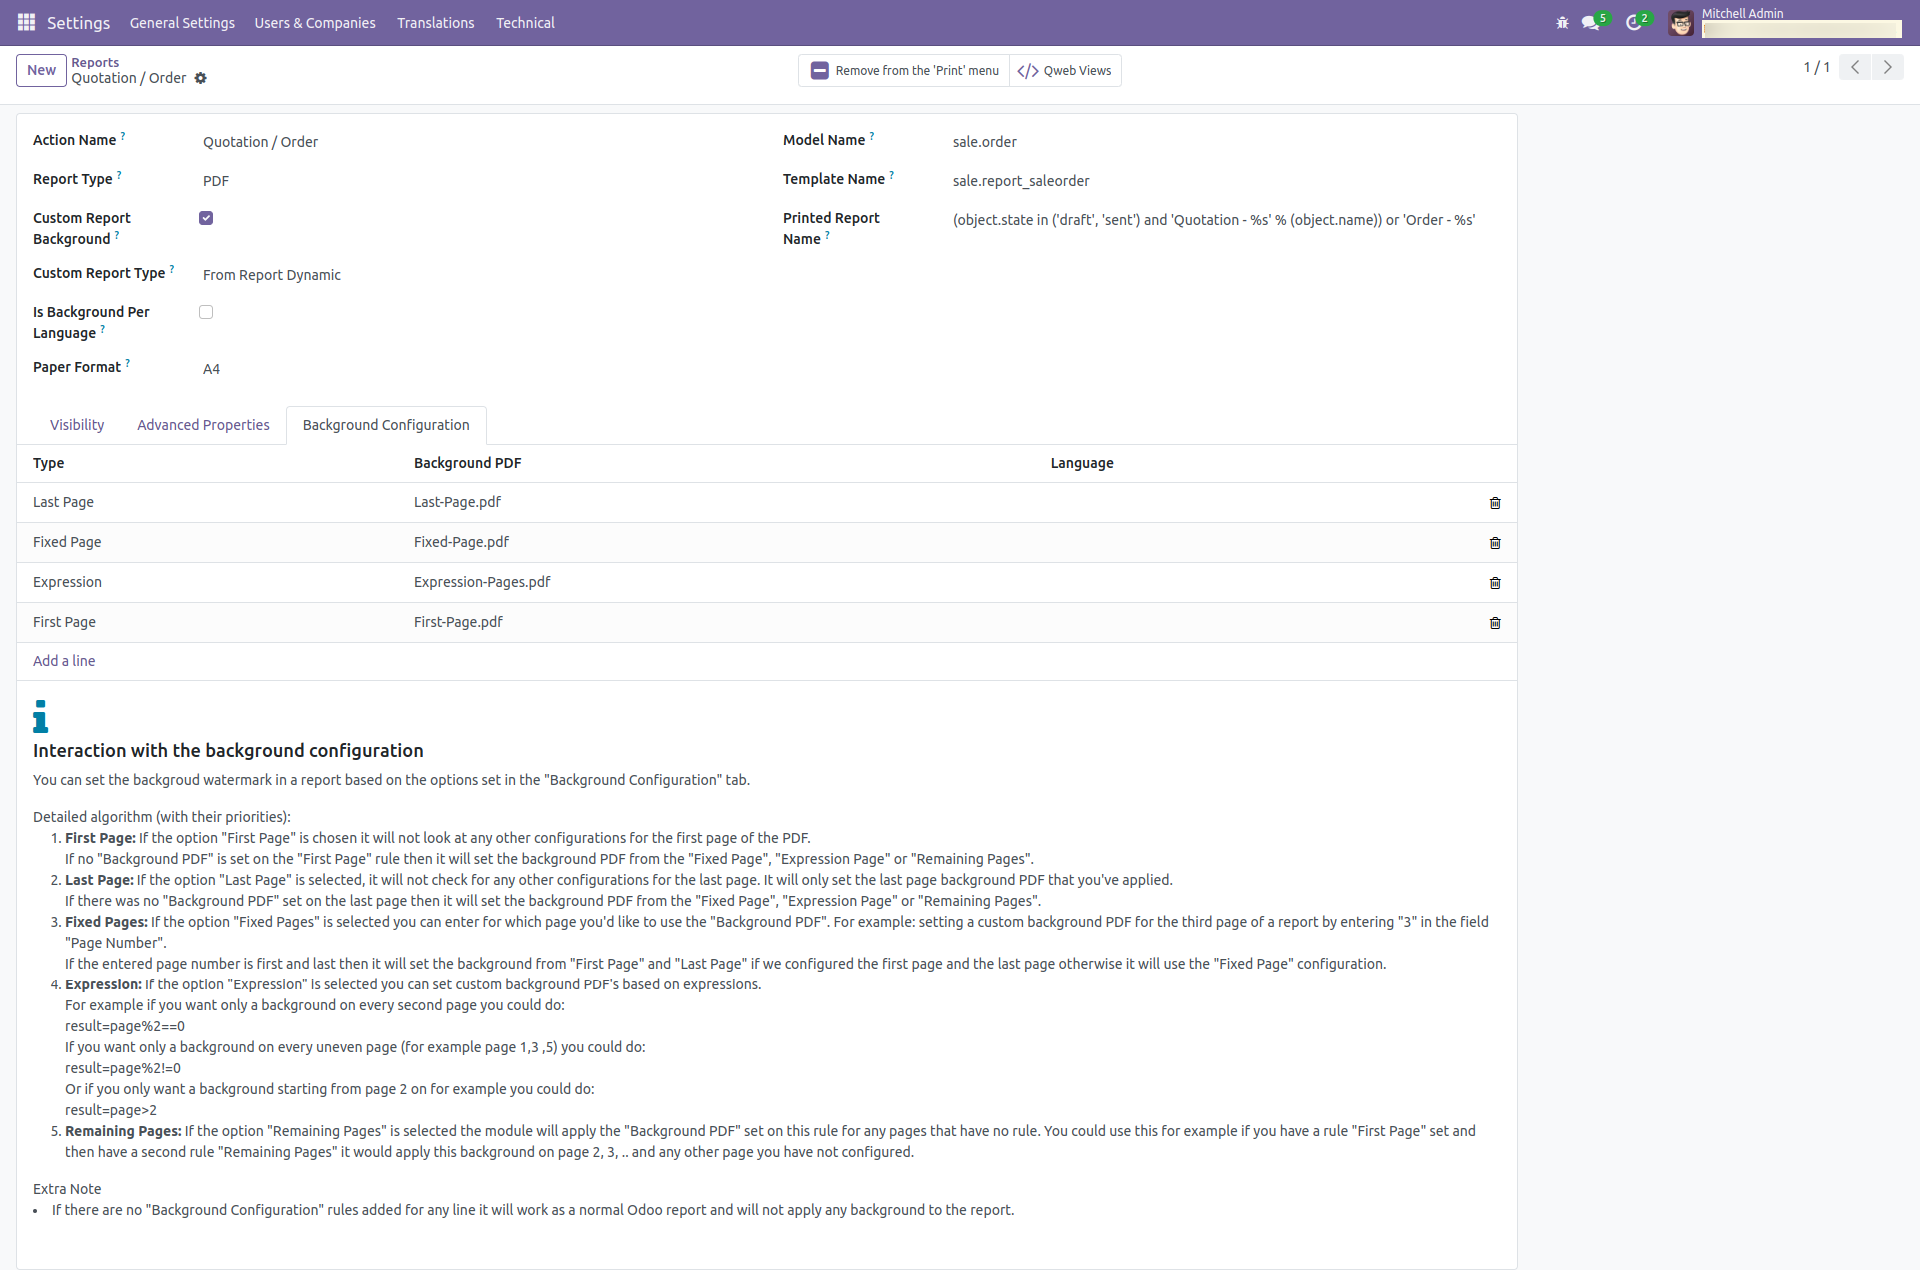 Settings General Settings Users & Companies Translations Technical 5 2 Mitchell Admin
New Reports
Quotation / Order
Remove from the 'Print' menu </> Qweb Views
1 / 1
Action Name ? Quotation / Order
Model Name ? sale.order
Report Type ? PDF
Template Name ? sale.report_saleorder
Custom Report
Background ?
Printed Report
Name ?
(object.state in ('draft', 'sent') and 'Quotation - %s' % (object.name)) or 'Order - %s'
Custom Report Type ? From Report Dynamic
Is Background Per
Language ?
Paper Format ? A4
Visibility Advanced Properties Background Configuration
Type Background PDF Language
Last Page Last-Page.pdf
Fixed Page Fixed-Page.pdf
Expression Expression-Pages.pdf
First Page First-Page.pdf
Add a line
Interaction with the background configuration
You can set the backgroud watermark in a report based on the options set in the "Background Configuration" tab.
Detailed algorithm (with their priorities):
1. First Page: If the option "First Page" is chosen it will not look at any other configurations for the first page of the PDF.
If no "Background PDF" is set on the "First Page" rule then it will set the background PDF from the "Fixed Page", "Expression Page" or "Remaining Pages".
2. Last Page: If the option "Last Page" is selected, it will not check for any other configurations for the last page. It will only set the last page background PDF that you've applied.
If there was no "Background PDF" set on the last page then it will set the background PDF from the "Fixed Page", "Expression Page" or "Remaining Pages".
3. Fixed Pages: If the option "Fixed Pages" is selected you can enter for which page you'd like to use the "Background PDF". For example: setting a custom background PDF for the third page of a report by entering "3" in the field
"Page Number".
If the entered page number is first and last then it will set the background from "First Page" and "Last Page" if we configured the first page and the last page otherwise it will use the "Fixed Page" configuration.
4. Expression: If the option "Expression" is selected you can set custom background PDF's based on expressions.
For example if you want only a background on every second page you could do:
result=page%2==0
If you want only a background on every uneven page (for example page 1,3 ,5) you could do:
result=page%2!=0
Or if you only want a background starting from page 2 on for example you could do:
result=page>2
5. Remaining Pages: If the option "Remaining Pages" is selected the module will apply the "Background PDF" set on this rule for any pages that have no rule. You could use this for example if you have a rule "First Page" set and
then have a second rule "Remaining Pages" it would apply this background on page 2, 3, .. and any other page you have not configured.
Extra Note
• If there are no "Background Configuration" rules added for any line it will work as a normal Odoo report and will not apply any background to the report.